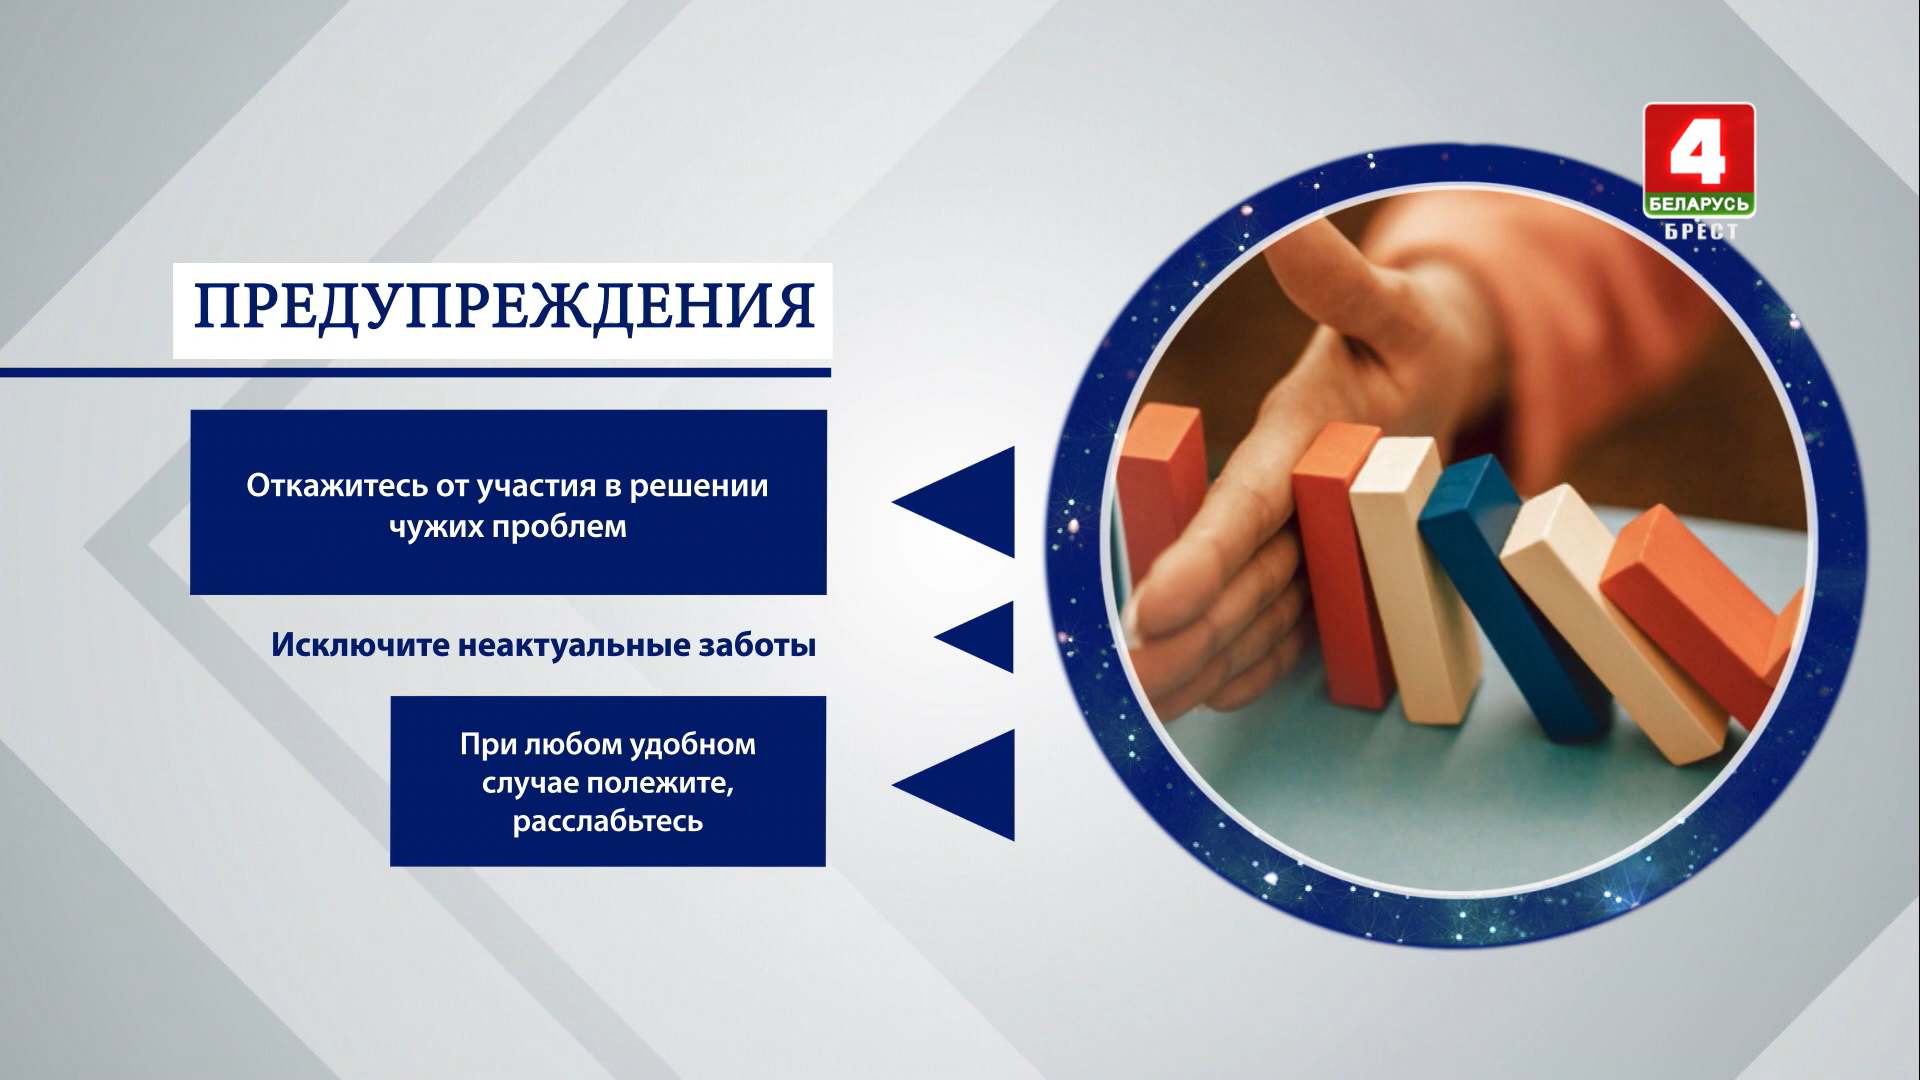 4
БЕЛАРУСЬ
БРЕСТ
ПРЕДУПРЕЖДЕНИЯ
Откажитесь от участия в решении
чужих проблем
Исключите неактуальные заботы
При любом удобном
случае полежите,
расслабьтесь